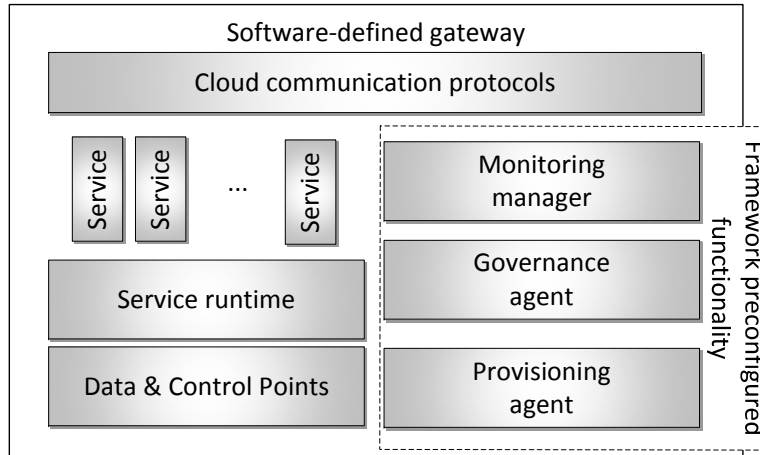 Software-defined gateway
Cloud communication protocols
Service
Service
...
Service
Service runtime
Data & Control Points
Monitoring
manager
Governance
agent
Provisioning
agent
Framework preconfigured
functionality